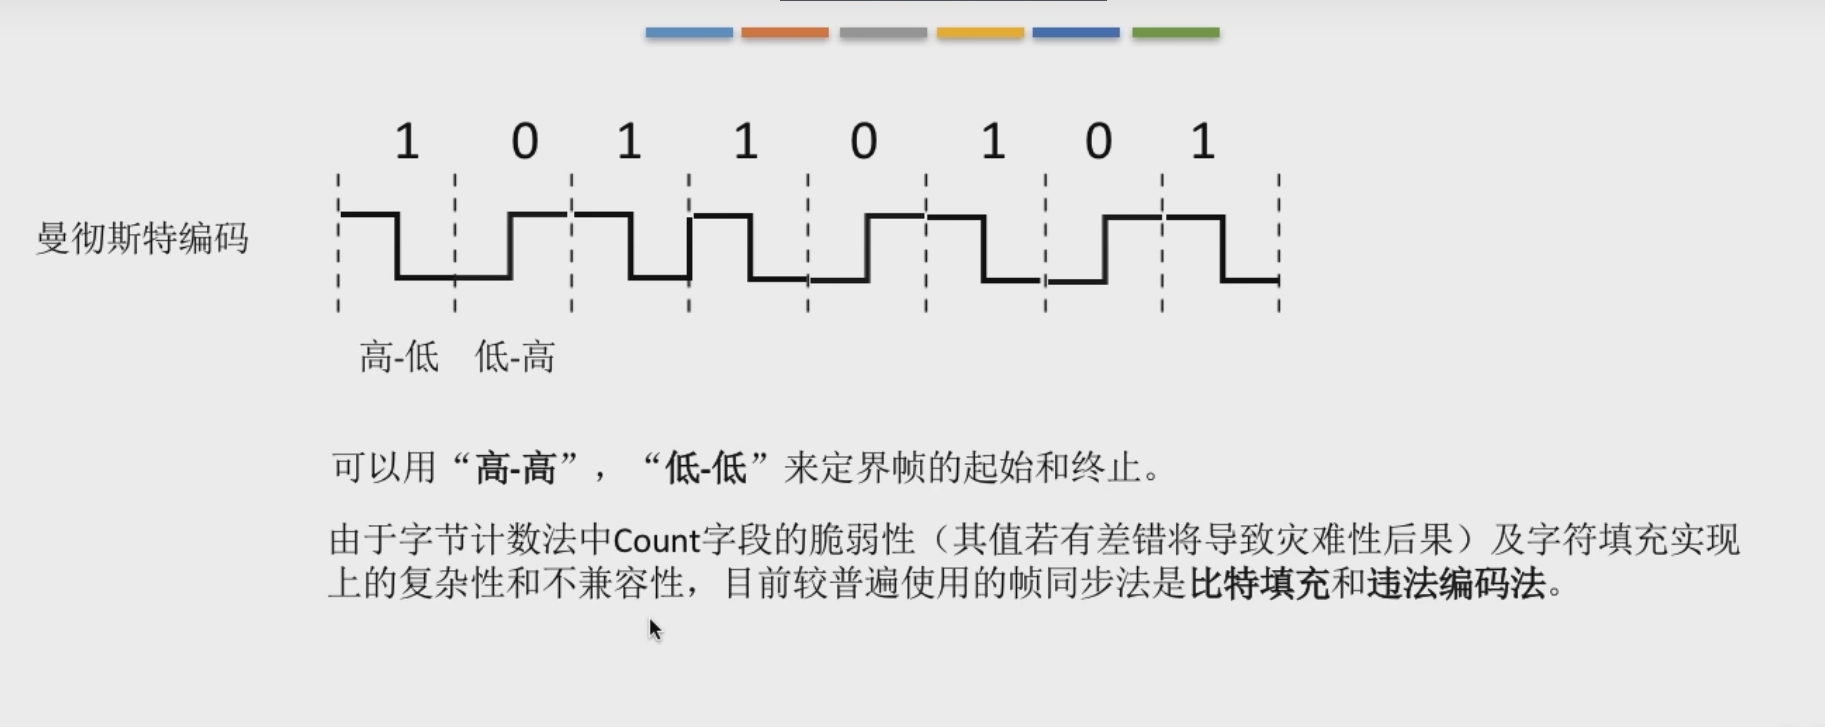 1 0 1 1 0 1 0 1
曼彻斯特编码
高-低 低-高
可以用“高-高”，“低-低”来定界帧的起始和终止。
由于字节计数法中Count字段的脆弱性（其值若有差错将导致灾难性后果）及字符填充实现
上的复杂性和不兼容性，目前较普遍使用的帧同步法是比特填充和违法编码法。